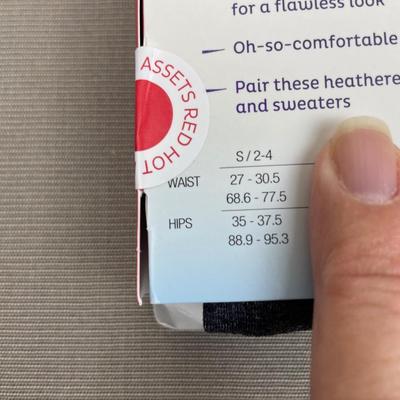 for a flawless look
Oh-so-comfortable
Pair these heathere
and sweaters
ASSETS RED HOT
S / 2-4
WAIST 27 - 30.5
68.6 - 77.5
HIPS 35 - 37.5
88.9 - 95.3